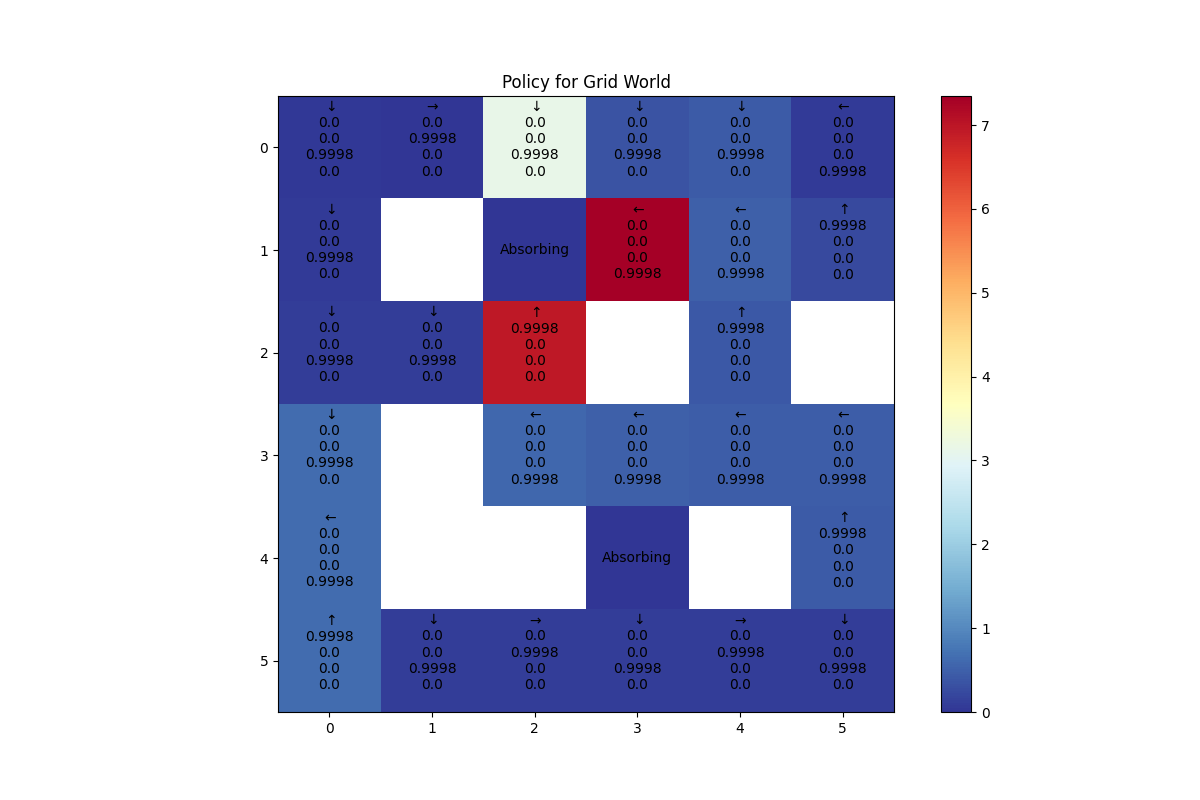 Policy for Grid World
↓ → ↓ ↓ ↓ ←
0.0 0.0 0.0 0.0 0.0 0.0
0.0 0.9998 0.0 0.0 0.0 0.0
0.9998 0.0 0.9998 0.9998 0.9998 0.0
0.0 0.0 0.0 0.0 0.0 0.9998
0
↓ ← ← ↑
0.0 0.0 0.0 0.9998
0.0 0.0 0.0 0.0
0.9998 0.0 0.0 0.0
0.0 0.9998 0.9998 0.0
1
Absorbing
↓ ↓ ↑ ↑
0.0 0.0 0.9998 0.9998
0.0 0.0 0.0 0.0
0.9998 0.9998 0.0 0.0
0.0 0.0 0.0 0.0
2
↓ ← ← ← ←
0.0 0.0 0.0 0.0 0.0
0.0 0.0 0.0 0.0 0.0
0.9998 0.0 0.0 0.0 0.0
0.0 0.9998 0.9998 0.9998 0.9998
3
← ↑
0.0 0.9998
0.0 0.0
0.0 0.0
0.9998 0.0
4
Absorbing
↑ ↓ → ↓ → ↓
0.9998 0.0 0.0 0.0 0.0 0.0
0.0 0.0 0.9998 0.0 0.9998 0.0
0.0 0.9998 0.0 0.9998 0.0 0.9998
0.0 0.0 0.0 0.0 0.0 0.0
5
0 1 2 3 4 5
7
6
5
4
3
2
1
0